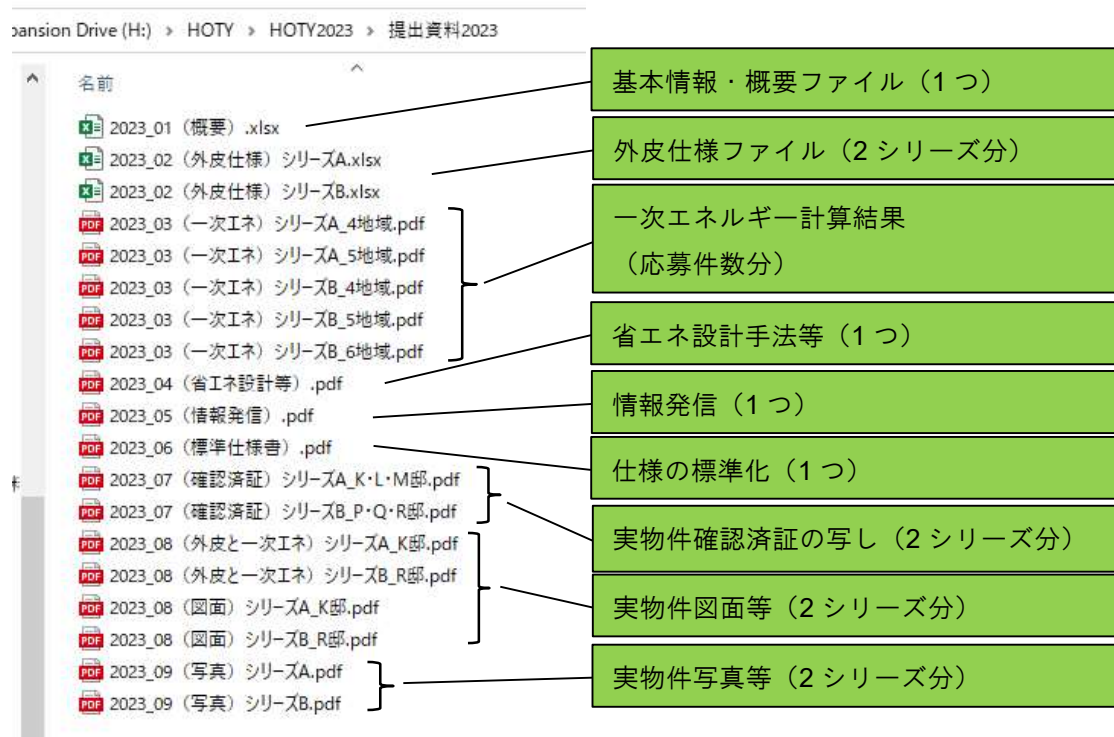 pansion Drive (H:) › HOTY › HOTY2023 › 提出資料2023
名前
2023_01（概要）.xlsx
2023_02（外皮仕様）シリーズA.xlsx
2023_02（外皮仕様）シリーズB.xlsx
2023_03（一次エネ）シリーズA_4地域.pdf
2023_03（一次エネ）シリーズA_5地域.pdf
2023_03（一次エネ）シリーズB_4地域.pdf
2023_03（一次エネ）シリーズB_5地域.pdf
2023_03（一次エネ）シリーズB_6地域.pdf
2023_04（省エネ設計等）.pdf
2023_05（情報発信）.pdf
2023_06（標準仕様書）.pdf
2023_07（確認済証）シリーズA_K・L・M邸.pdf
2023_07（確認済証）シリーズB_P・Q・R邸.pdf
2023_08（外皮と一次エネ）シリーズA_K邸.pdf
2023_08（外皮と一次エネ）シリーズB_R邸.pdf
2023_08（図面）シリーズA_K邸.pdf
2023_08（図面）シリーズB_R邸.pdf
2023_09（写真）シリーズA.pdf
2023_09（写真）シリーズB.pdf
基本情報・概要ファイル（1つ）
外皮仕様ファイル（2シリーズ分）
一次エネルギー計算結果
（応募件数分）
省エネ設計手法等（1つ）
情報発信（1つ）
仕様の標準化（1つ）
実物件確認済証の写し（2シリーズ分）
実物件図面等（2シリーズ分）
実物件写真等（2シリーズ分）